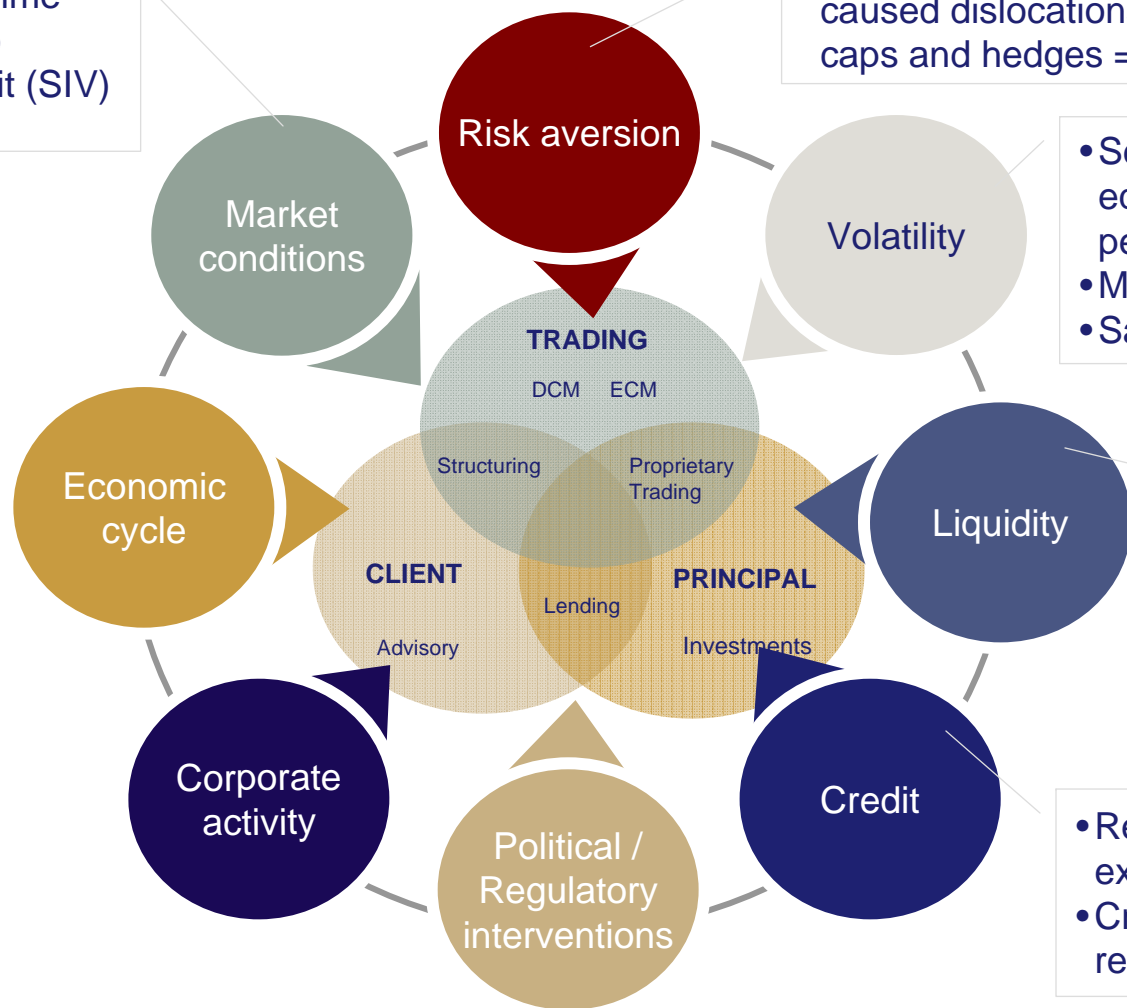 it (SIV)
caused dislocation
caps and hedges =
Risk aversion
Market
conditions
Volatility
TRADING
DCM ECM
Structuring
Proprietary
Trading
Economic
cycle
Liquidity
CLIENT
PRINCIPAL
Lending
Advisory
Investments
Corporate
activity
Credit
Political /
Regulatory
interventions